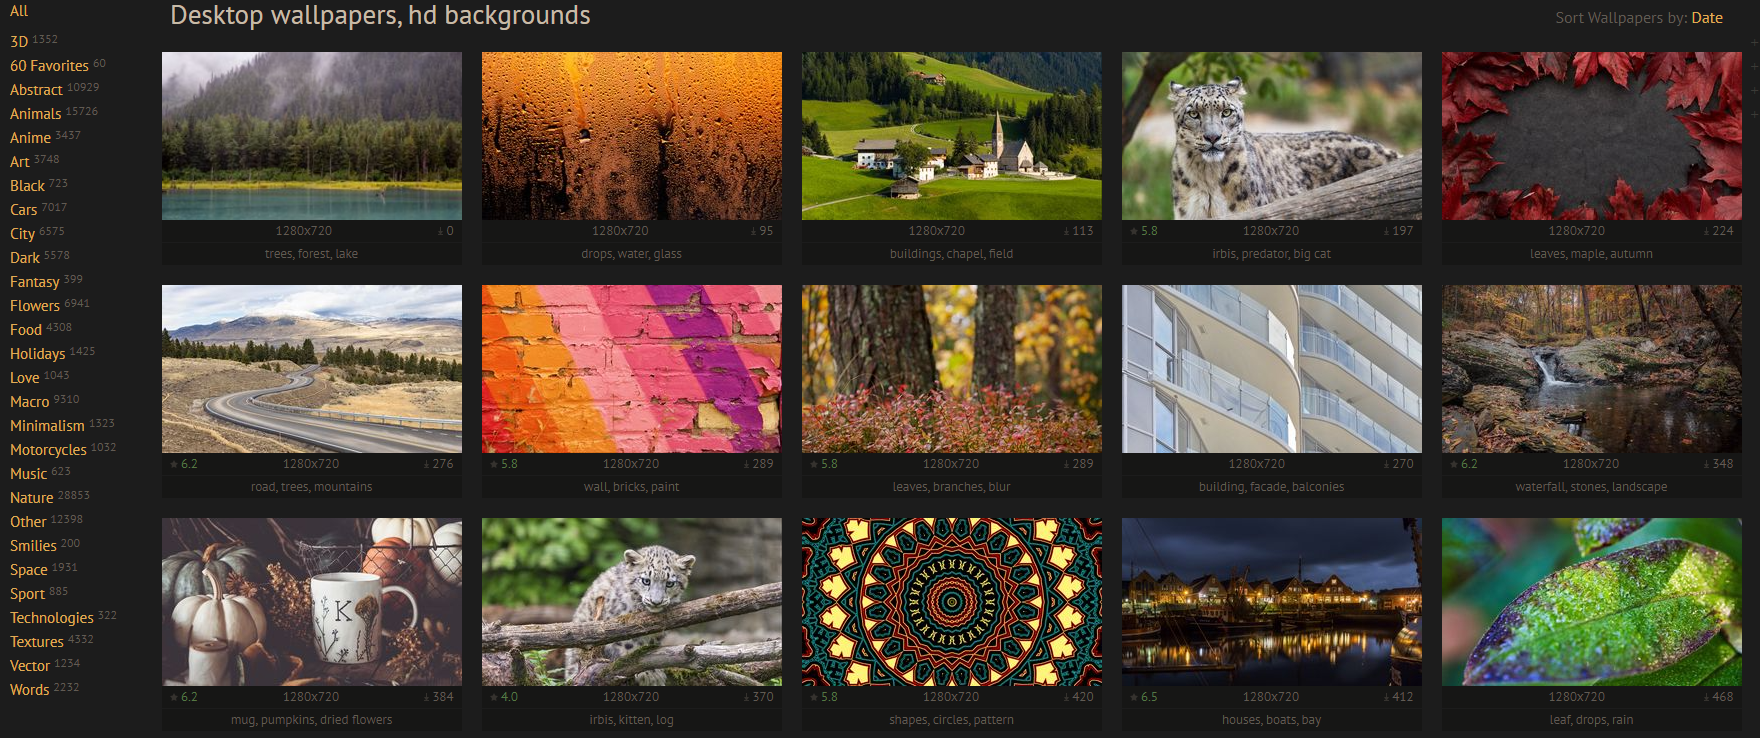 All
3D 1352
60 Favorites 60
Abstract 10929
Animals 15726
Anime 3437
Art 3748
Black 723
Cars 7017
City 6575
Dark 5578
Fantasy 399
Flowers 6941
Food 4308
Holidays 1425
Love 1043
Macro 9310
Minimalism 1323
Motorcycles 1032
Music 623
Nature 28853
Other 12398
Smilies 200
Space 1931
Sport 885
Technologies 322
Textures 4332
Vector 1234
Words 2232
Desktop wallpapers, hd backgrounds
Sort Wallpapers by: Date
1280x720 0
trees, forest, lake
1280x720 95
drops, water, glass
1280x720 113
buildings, chapel, field
5.8 1280x720 197
irbis, predator, big cat
1280x720 224
leaves, maple, autumn
6.2 1280x720 276
road, trees, mountains
5.8 1280x720 289
wall, bricks, paint
5.8 1280x720 289
leaves, branches, blur
1280x720 270
building, facade, balconies
6.2 1280x720 348
waterfall, stones, landscape
K
6.2 1280x720 384
mug, pumpkins, dried flowers
4.0 1280x720 370
irbis, kitten, log
5.8 1280x720 420
shapes, circles, pattern
6.5 1280x720 412
houses, boats, bay
1280x720 468
leaf, drops, rain